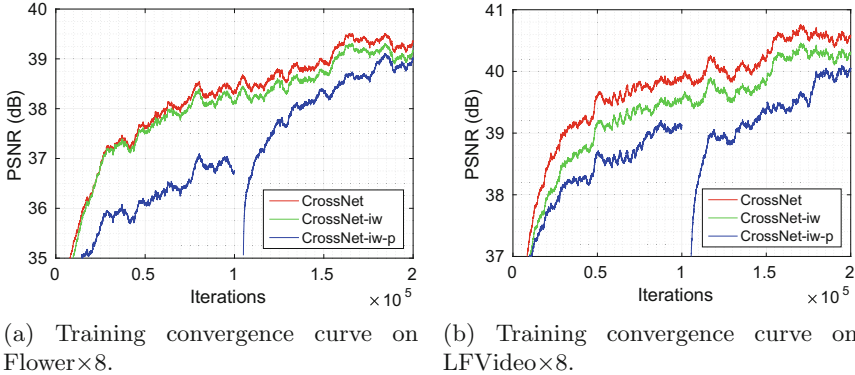 40
39
38
37
36
35
PSNR (dB)
0
0.5
1
1.5
2
Iterations
× 10^5
CrossNet
CrossNet-iw
CrossNet-iw-p
(a) Training convergence curve on
Flower×8.
41
40
39
38
37
PSNR (dB)
0
0.5
1
1.5
2
Iterations
× 10^5
CrossNet
CrossNet-iw
CrossNet-iw-p
(b) Training convergence curve on
LFVideo×8.